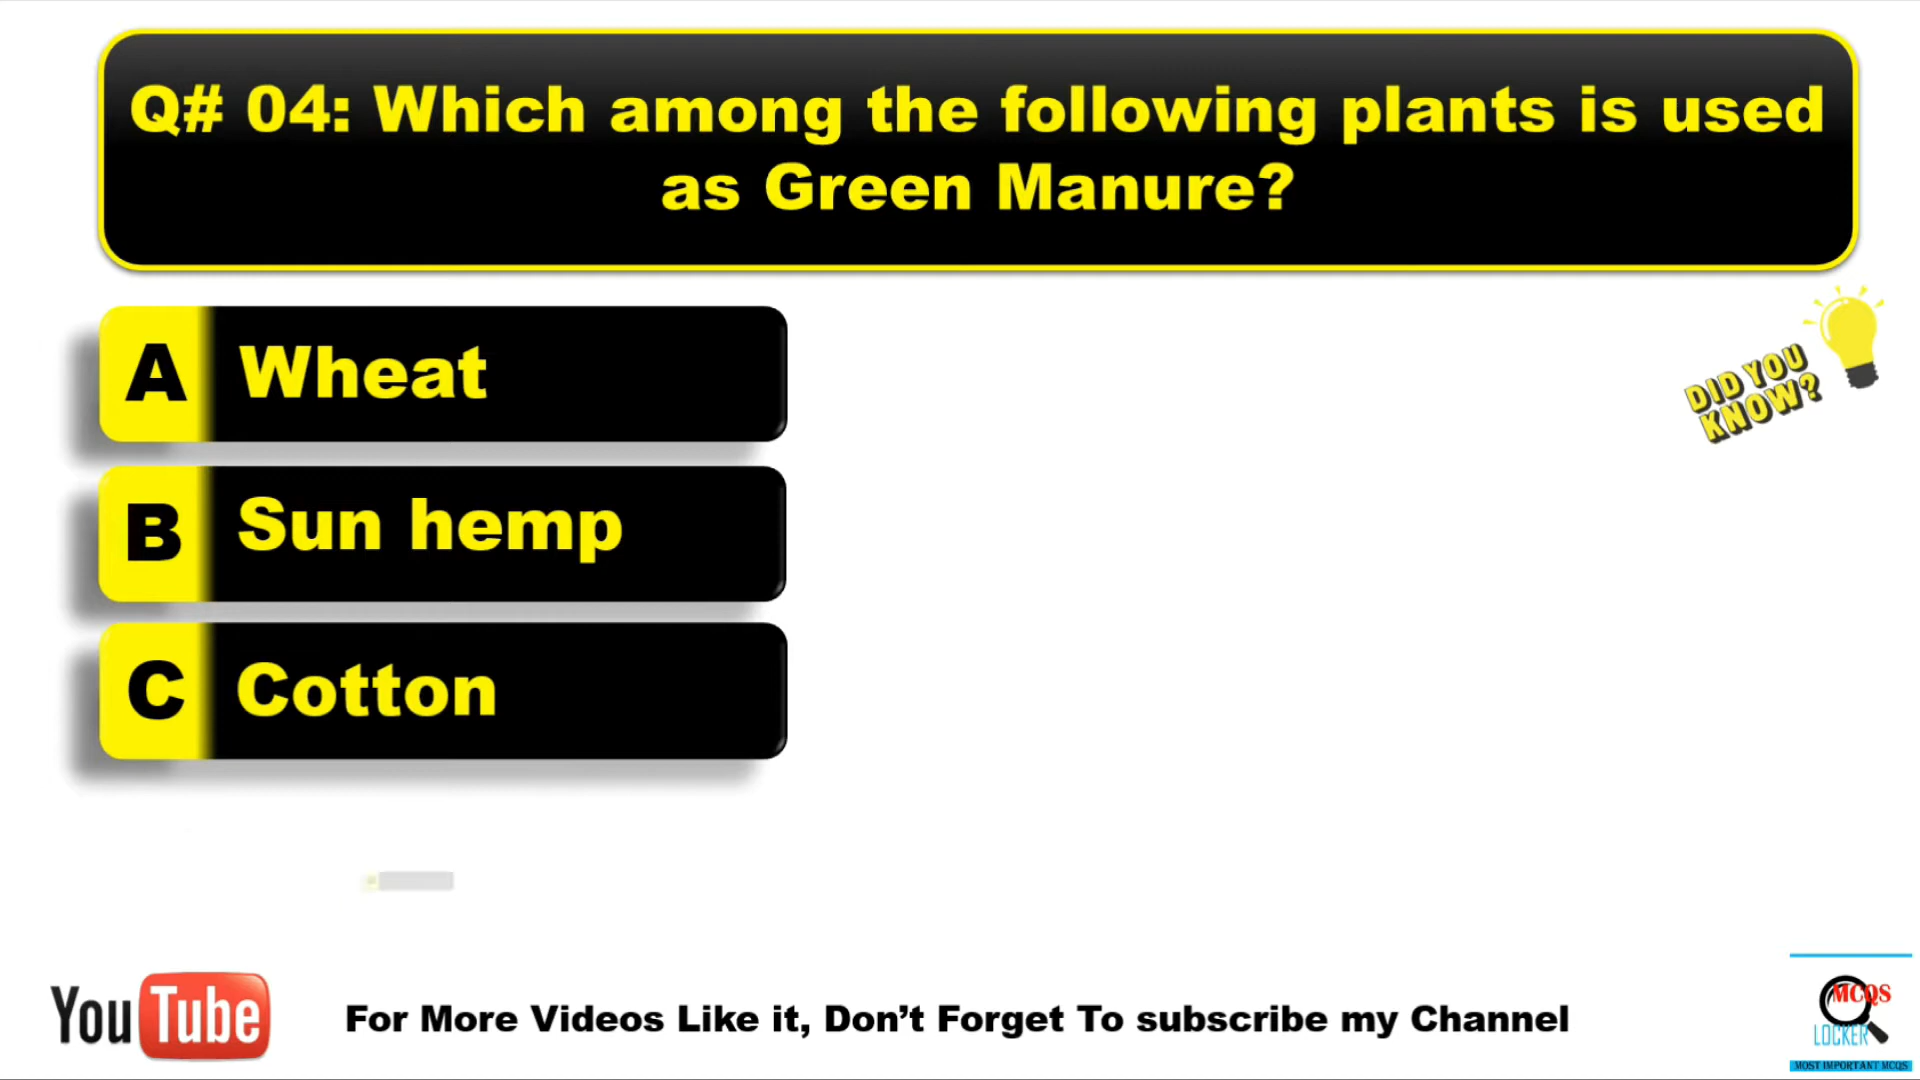 Q# 04: Which among the following plants is used
as Green Manure?
A Wheat
DID YOU
KNOW?
B Sun hemp
C Cotton
YouTube
For More Videos Like it, Don’t Forget To subscribe my Channel
MCQS
LOCKER
MOST IMPORTANT MCQS